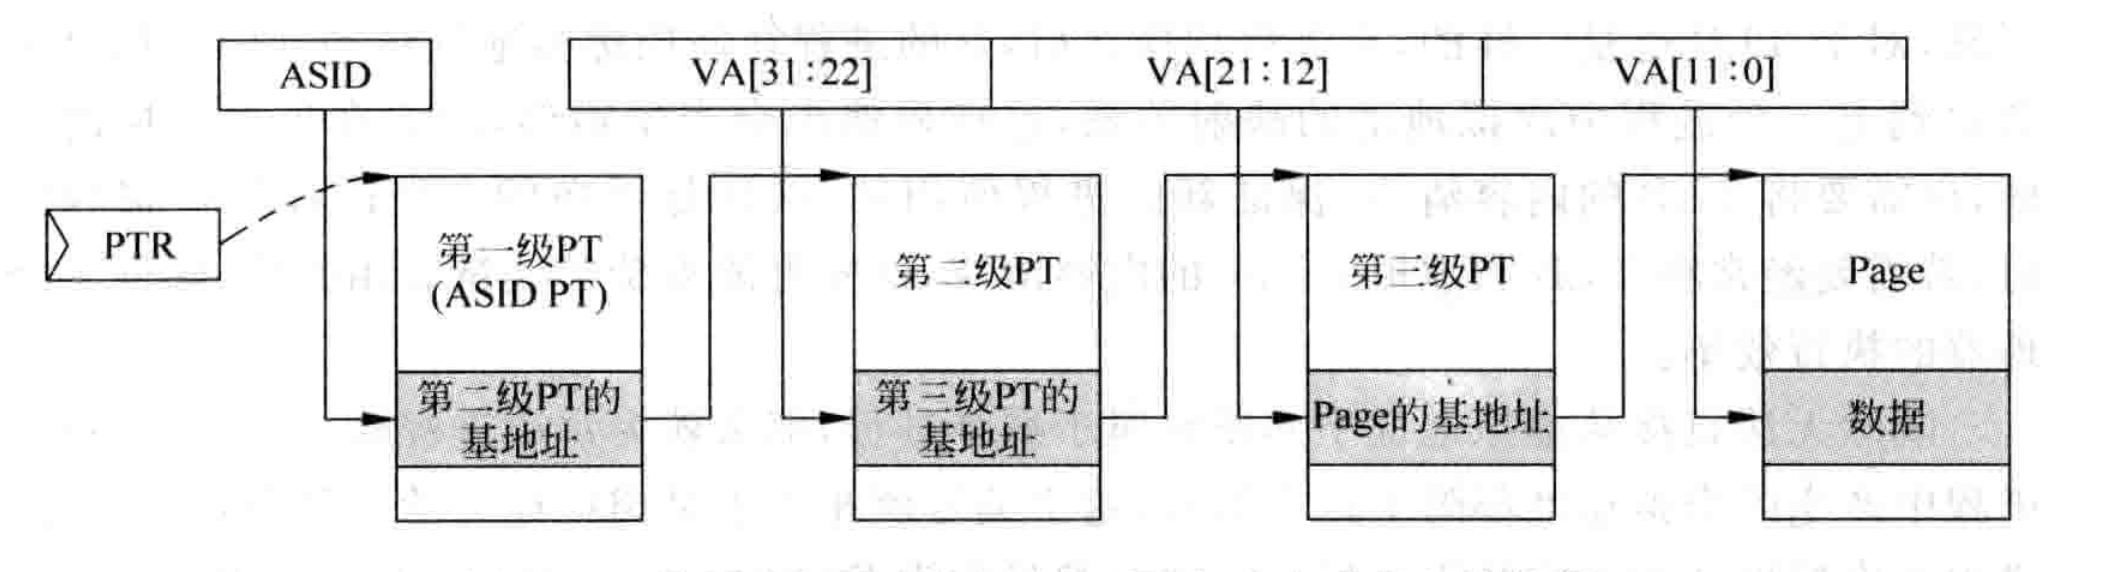 ASID
VA[31:22]
VA[21:12]
VA[11:0]
PTR
第一级PT
(ASID PT)
第二级PT的
基地址
第二级PT
第三级PT的
基地址
第三级PT
Page的基地址
Page
数据